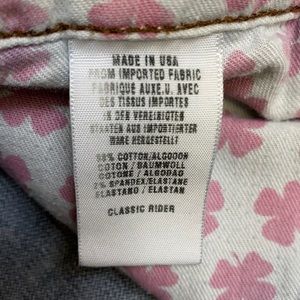 MADE IN USA
FROM IMPORTED FABRIC
FABRIQUE AUX E.U. AVEC
DES TISSUS IMPORTES
IN DEN VEREINIGTEN
STAATEN AUS IMPORTIER
WARE HERGESTELLT
98% COTTON/ALGODON
COTON / BAUMWOLL
COTONE / ALGODAO
2% SPANDEX/ELASTANE
ELASTANO / ELASTAN
CLASSIC RIDER